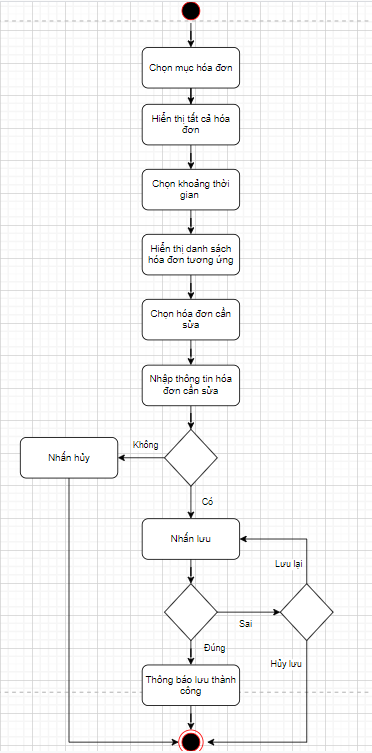 Chọn mục hóa đơn
Hiển thị tất cả hóa
đơn
Chọn khoảng thời
gian
Hiển thị danh sách
hóa đơn tương ứng
Chọn hóa đơn cần
sửa
Nhập thông tin hóa
đơn cần sửa
Không
Nhấn hủy
Có
Nhấn lưu
Lưu lại
Sai
Đúng
Hủy lưu
Thông báo lưu thành
công